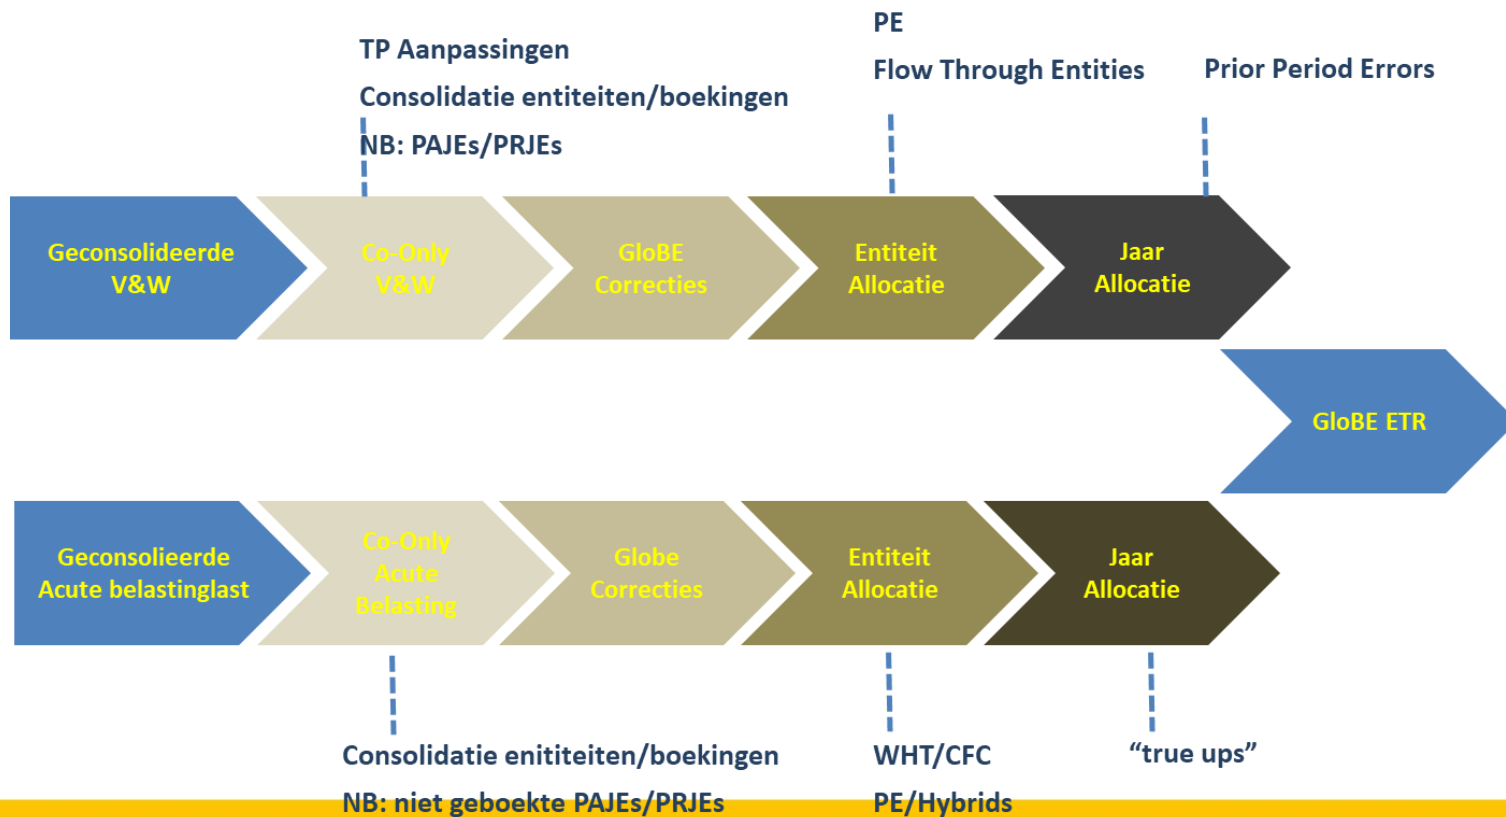 TP Aanpassingen
Consolidatie entiteiten/boekingen
NB: PAJEs/PRJEs
PE
Flow Through Entities
Prior Period Errors
Geconsolideerde
V&W
Co-Only
V&W
GloBE
Correcties
Entiteit
Allocatie
Jaar
Allocatie
GloBE ETR
Geconsolieerde
Acute belastinglast
Co-Only
Acute
Belasting
Globe
Correcties
Entiteit
Allocatie
Jaar
Allocatie
Consolidatie enititeiten/boekingen
NB: niet geboekte PAJEs/PRJEs
WHT/CFC
PE/Hybrids
“true ups”